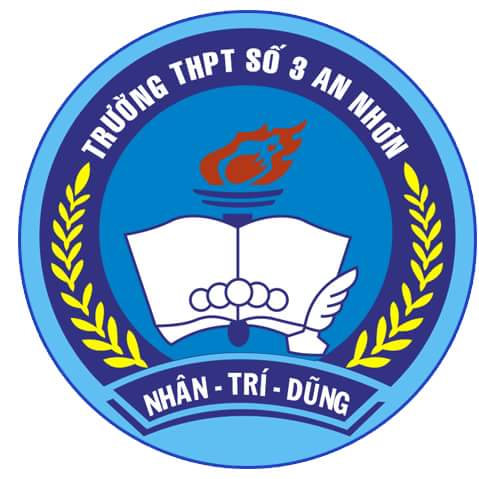 TRƯỜNG THPT SỐ 3 AN NHƠN
NHÂN - TRÍ - DŨNG